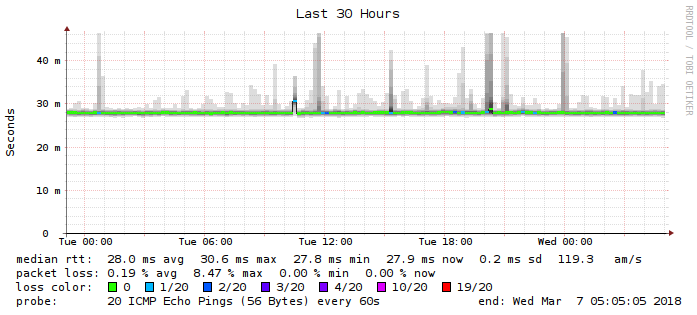 Last 30 Hours
RRDTOOL / TOBI OETIKER
Seconds
40 m
30 m
20 m
10 m
0
Tue 00:00 Tue 06:00 Tue 12:00 Tue 18:00 Wed 00:00
median rtt: 28.0 ms avg 30.6 ms max 27.8 ms min 27.9 ms now 0.2 ms sd 119.3 am/s
packet loss: 0.19 % avg 8.47 % max 0.00 % min 0.00 % now
loss color: 0 1/20 2/20 3/20 4/20 10/20 19/20
probe: 20 ICMP Echo Pings (56 Bytes) every 60s end: Wed Mar 7 05:05:05 2018